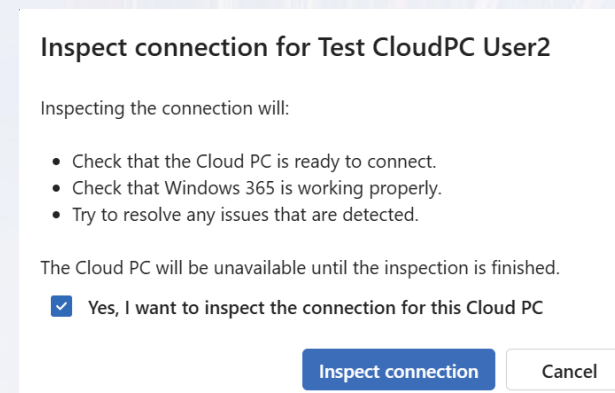 Inspect connection for Test CloudPC User2
Inspecting the connection will:
• Check that the Cloud PC is ready to connect.
• Check that Windows 365 is working properly.
• Try to resolve any issues that are detected.
The Cloud PC will be unavailable until the inspection is finished.
Yes, I want to inspect the connection for this Cloud PC
Inspect connection Cancel